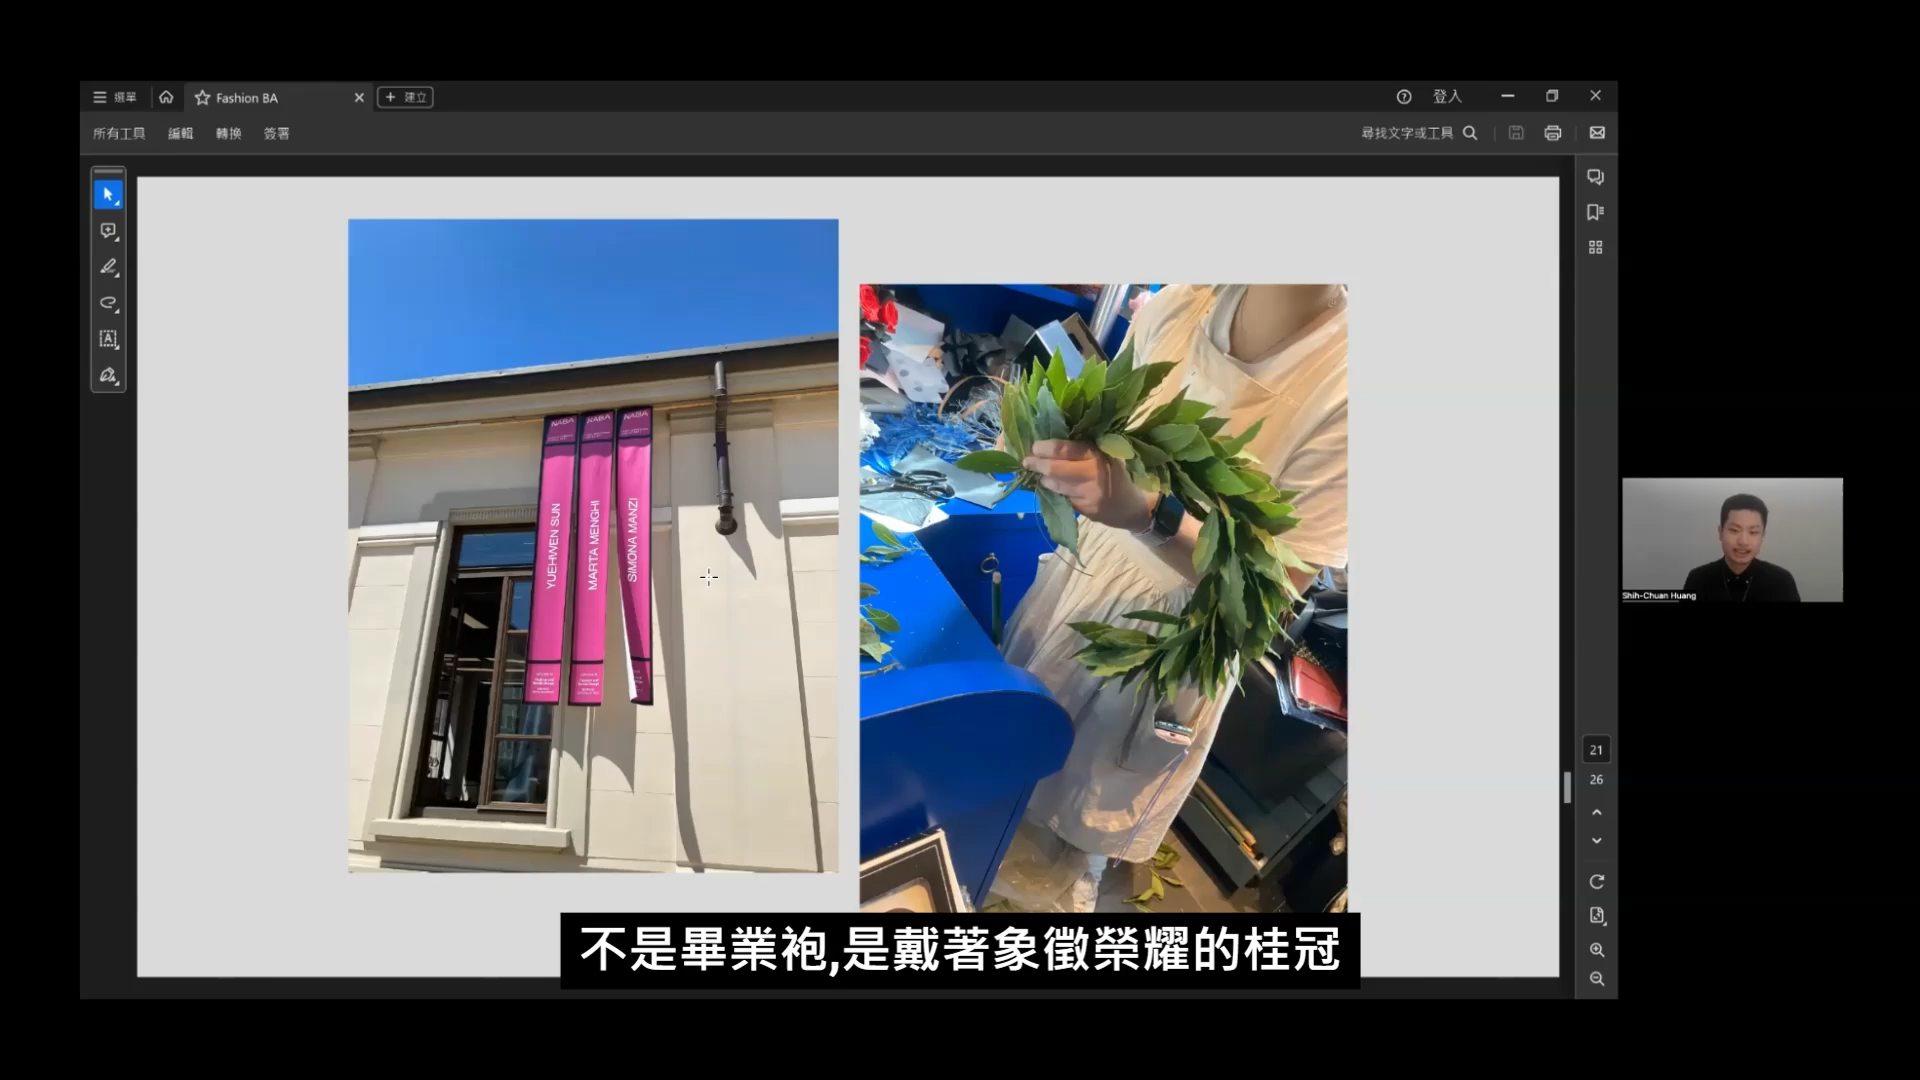 選單
Fashion BA
建立
登入
所有工具
編輯
轉換
簽署
尋找文字或工具
NABA
NABA
NABA
YUEHWEN SUN
MARTA MENGHI
SIMONA MANZI
Shih-Chuan Huang
21
26
不是畢業袍,是戴著象徵榮耀的桂冠